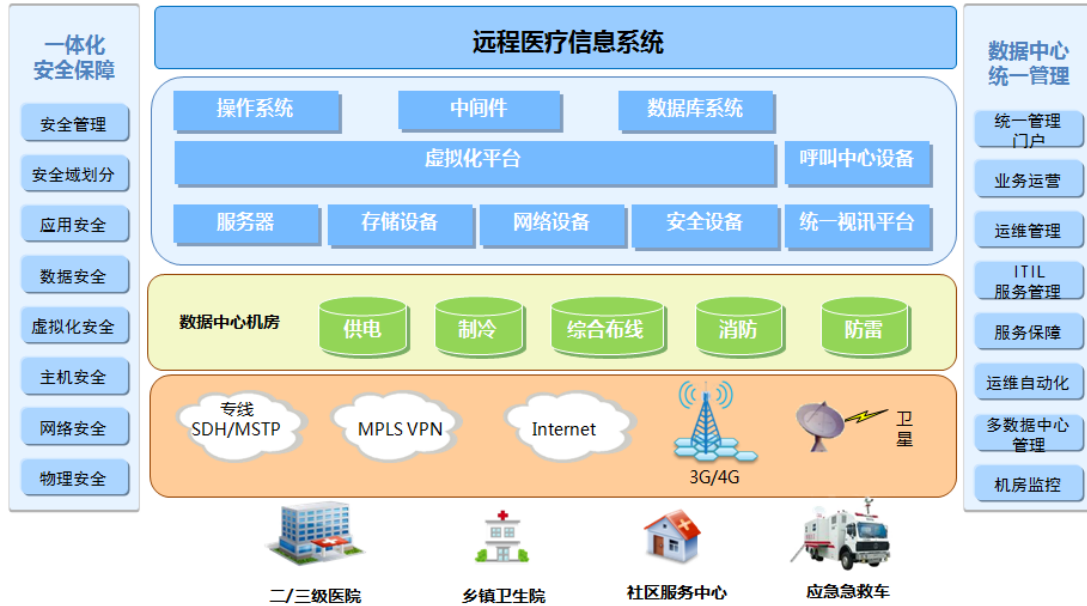 一体化
安全保障
安全管理
安全域划分
应用安全
数据安全
虚拟化安全
主机安全
网络安全
物理安全
远程医疗信息系统
操作系统
中间件
数据库系统
虚拟化平台
呼叫中心设备
服务器
存储设备
网络设备
安全设备
统一视讯平台
数据中心机房
供电
制冷
综合布线
消防
防雷
专线
SDH/MSTP
MPLS VPN
Internet
3G/4G
卫
星
二/三级医院
乡镇卫生院
社区服务中心
应急急救车
数据中心
统一管理
统一管理
门户
业务运营
运维管理
ITIL
服务管理
服务保障
运维自动化
多数据中心
管理
机房监控